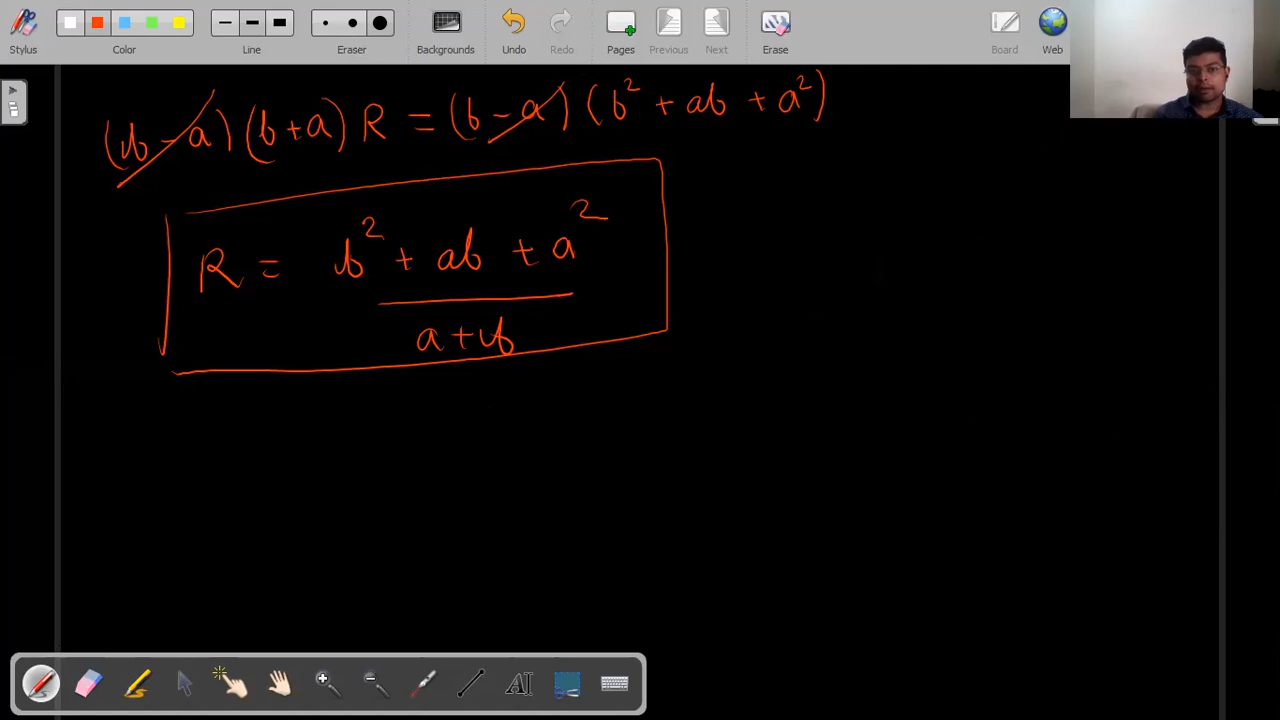 Stylus
Color
Line
Eraser
Backgrounds
Undo
Redo
Pages
Previous
Next
Erase
Board
Web
(b - a) (b + a) R = (b - a) (b² + ab + a²)
R = b² + ab + a²
a + b
AI